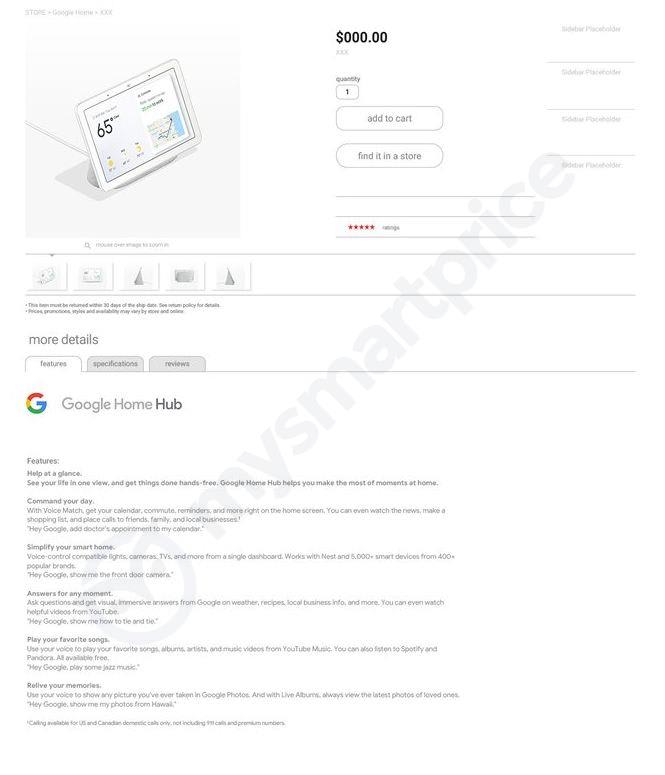 STORE > Google Home > XXX
$000.00
XXX
quantity
1
add to cart
find it in a store
★★★★★ ratings
Sidebar Placeholder
Sidebar Placeholder
Sidebar Placeholder
Sidebar Placeholder
65°
mouse over image to zoom in
• This item must be returned within 30 days of the ship date. See return policy for details.
• Prices, promotions, styles and availability may vary by store and online.
more details
features
specifications
reviews
G Google Home Hub
Features:
Help at a glance.
See your life in one view, and get things done hands-free. Google Home Hub helps you make the most of moments at home.
Command your day.
With Voice Match, get your calendar, commute, reminders, and more right on the home screen. You can even watch the news, make a
shopping list, and place calls to friends, family, and local businesses.¹
"Hey Google, add doctor's appointment to my calendar."
Simplify your smart home.
Voice-control compatible lights, cameras, TVs, and more from a single dashboard. Works with Nest and 5,000+ smart devices from 400+
popular brands.
"Hey Google, show me the front door camera."
Answers for any moment.
Ask questions and get visual, immersive answers from Google on weather, recipes, local business info, and more. You can even watch
helpful videos from YouTube.
"Hey Google, show me how to tie and tie."
Play your favorite songs.
Use your voice to play your favorite songs, albums, artists, and music videos from YouTube Music. You can also listen to Spotify and
Pandora. All available free.
"Hey Google, play some jazz music."
Relive your memories.
Use your voice to show any picture you've ever taken in Google Photos. And with Live Albums, always view the latest photos of loved ones.
"Hey Google, show me my photos from Hawaii."
¹Calling available for US and Canadian domestic calls only, not including 911 calls and premium numbers.
mysmartprice